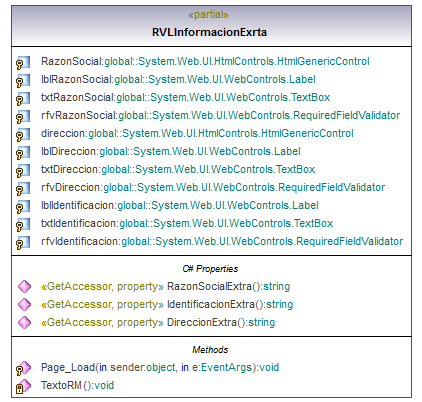 «partial»
RVLInformacionExrta
RazonSocial:global::System.Web.UI.HtmlControls.HtmlGenericControl
lblRazonSocial:global::System.Web.UI.WebControls.Label
txtRazonSocial:global::System.Web.UI.WebControls.TextBox
rfvRazonSocial:global::System.Web.UI.WebControls.RequiredFieldValidator
direccion:global::System.Web.UI.HtmlControls.HtmlGenericControl
lblDireccion:global::System.Web.UI.WebControls.Label
txtDireccion:global::System.Web.UI.WebControls.TextBox
rfvDireccion:global::System.Web.UI.WebControls.RequiredFieldValidator
lblIdentificacion:global::System.Web.UI.WebControls.Label
txtIdentificacion:global::System.Web.UI.WebControls.TextBox
rfvIdentificacion:global::System.Web.UI.WebControls.RequiredFieldValidator
C# Properties
«GetAccessor, property» RazonSocialExtra():string
«GetAccessor, property» IdentificacionExtra():string
«GetAccessor, property» DireccionExtra():string
Methods
Page_Load(in sender:object, in e:EventArgs):void
TextoRM():void